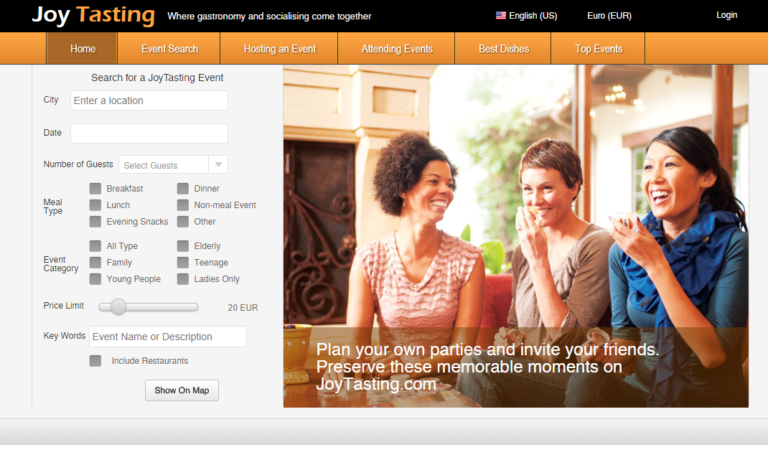 Joy Tasting Where gastronomy and socialising come together English (US) Euro (EUR) Login
Home Event Search Hosting an Event Attending Events Best Dishes Top Events
Search for a JoyTasting Event
City Enter a location
Date
Number of Guests Select Guests
Meal Type
Breakfast Dinner
Lunch Non-meal Event
Evening Snacks Other
Event Category
All Type Elderly
Family Teenage
Young People Ladies Only
Price Limit 20 EUR
Key Words Event Name or Description
Include Restaurants
Show On Map
Plan your own parties and invite your friends.
Preserve these memorable moments on
JoyTasting.com